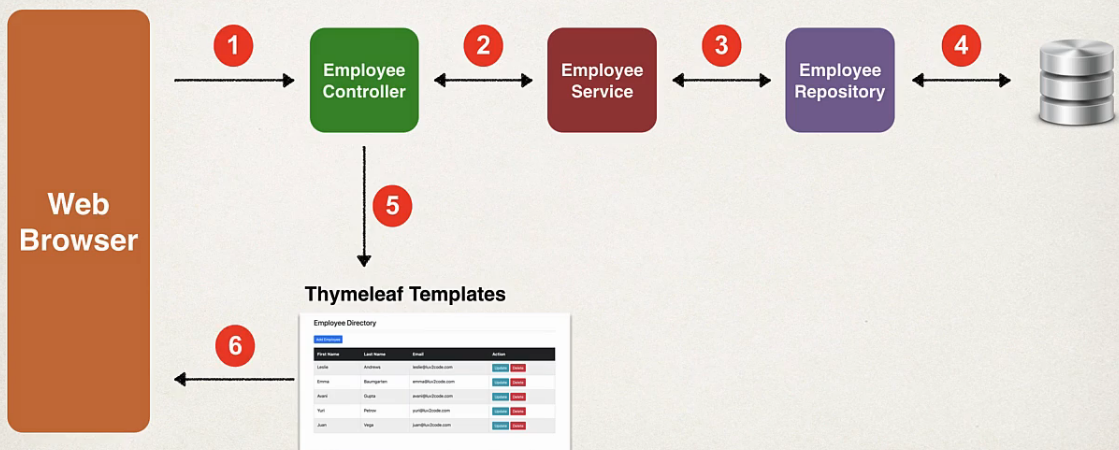 1
2
3
4
Employee
Controller
Employee
Service
Employee
Repository
Web
Browser
5
Thymeleaf Templates
6
Employee Directory
Add Employee
First Name Last Name Email Action
Leslie Andrews leslie@luv2code.com Update Delete
Emma Baumgarten emma@luv2code.com Update Delete
Avani Gupta avani@luv2code.com Update Delete
Yuri Petrov yuri@luv2code.com Update Delete
Juan Vega juan@luv2code.com Update Delete